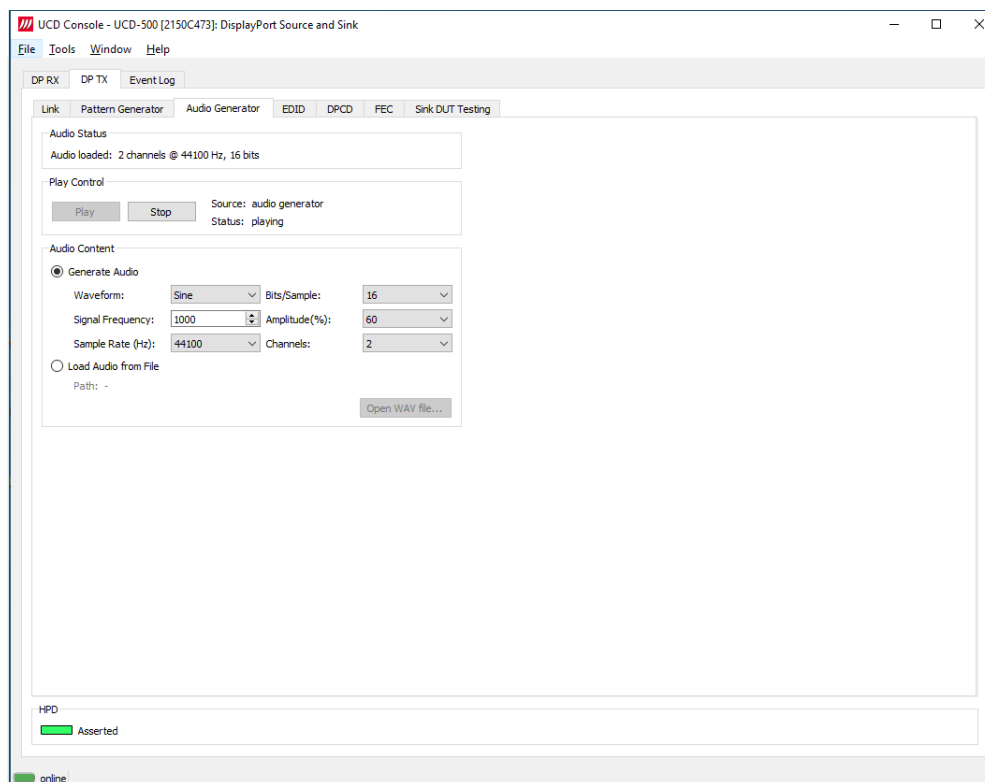 UCD Console - UCD-500 [2150C473]: DisplayPort Source and Sink
File Tools Window Help
DP RX DP TX Event Log
Link Pattern Generator Audio Generator EDID DPCD FEC Sink DUT Testing
Audio Status
Audio loaded: 2 channels @ 44100 Hz, 16 bits
Play Control
Play Stop Source: audio generator
Status: playing
Audio Content
Generate Audio
Waveform: Sine Bits/Sample: 16
Signal Frequency: 1000 Amplitude(%): 60
Sample Rate (Hz): 44100 Channels: 2
Load Audio from File
Path: -
Open WAV file...
HPD
Asserted
online